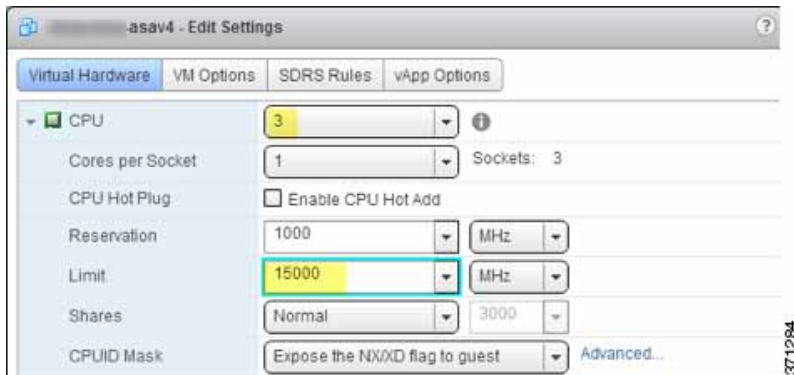 asav4 - Edit Settings ?
Virtual Hardware VM Options SDRS Rules vApp Options
CPU 3
Cores per Socket 1 Sockets: 3
CPU Hot Plug Enable CPU Hot Add
Reservation 1000 MHz
Limit 15000 MHz
Shares Normal 3000
CPUID Mask Expose the NX/XD flag to guest Advanced...
371284